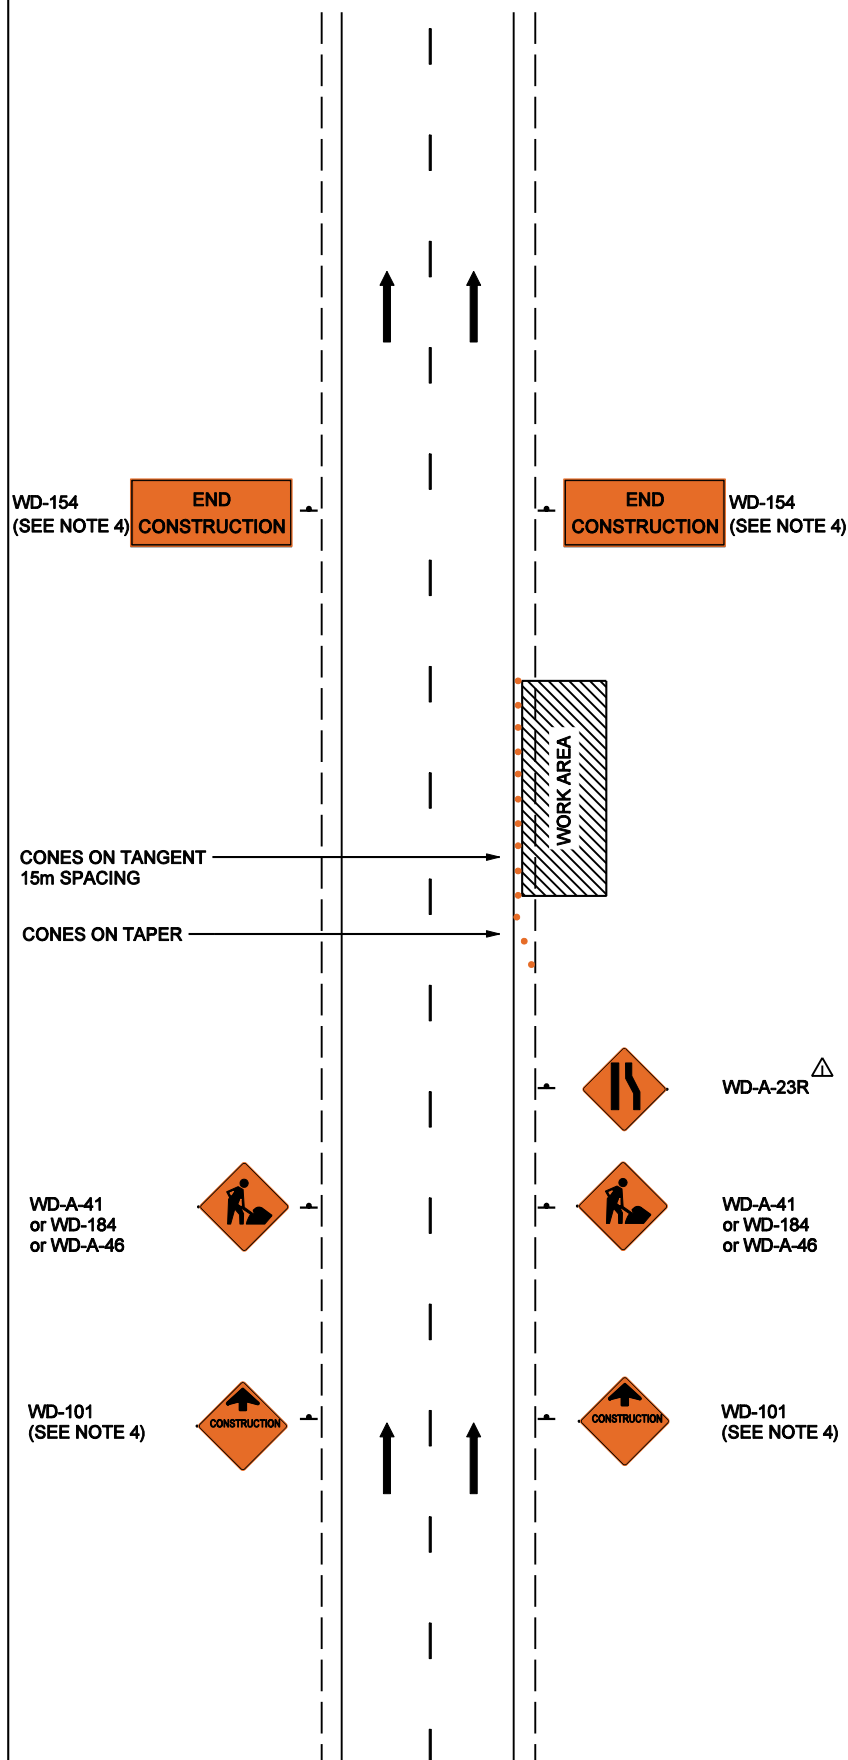 WD-154
(SEE NOTE 4)
END
CONSTRUCTION
END
CONSTRUCTION
WD-154
(SEE NOTE 4)
WORK AREA
CONES ON TANGENT
15m SPACING
CONES ON TAPER
WD-A-23R
1
WD-A-41
or WD-184
or WD-A-46
WD-A-41
or WD-184
or WD-A-46
WD-101
(SEE NOTE 4)
CONSTRUCTION
CONSTRUCTION
WD-101
(SEE NOTE 4)